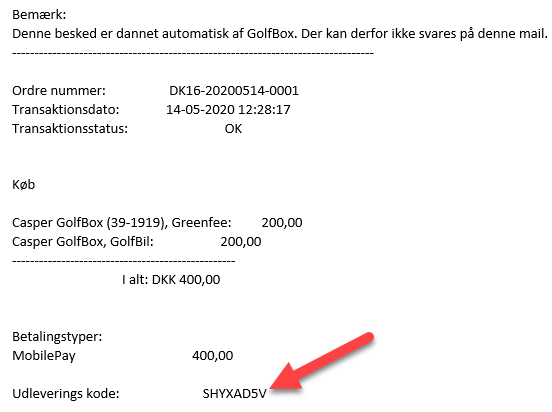 Bemærk:
Denne besked er dannet automatisk af GolfBox. Der kan derfor ikke svares på denne mail.
--------------------------------------------------------------------------------
Ordre nummer: DK16-20200514-0001
Transaktionsdato: 14-05-2020 12:28:17
Transaktionsstatus: OK
Køb
Casper GolfBox (39-1919), Greenfee: 200,00
Casper GolfBox, GolfBil: 200,00
--------------------------------------------------
I alt: DKK 400,00
Betalingstyper:
MobilePay 400,00
Udleverings kode: SHYXAD5V